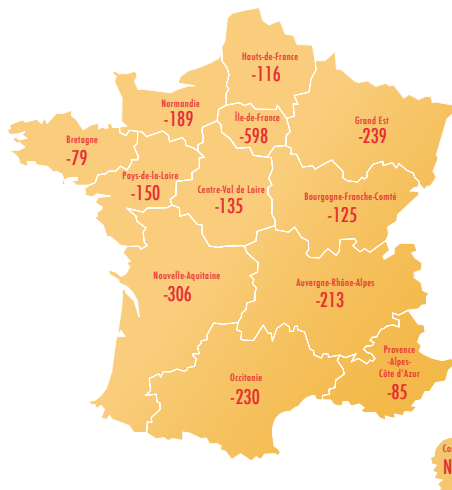 Hauts-de-France
-116
Normandie
-189
Île-de-France
-598
Grand Est
-239
Bretagne
-79
Pays-de-la-Loire
-150
Centre-Val de Loire
-135
Bourgogne-Franche-Comté
-125
Nouvelle-Aquitaine
-306
Auvergne-Rhône-Alpes
-213
Provence
-Alpes-
Côte d'Azur
-85
Occitanie
-230